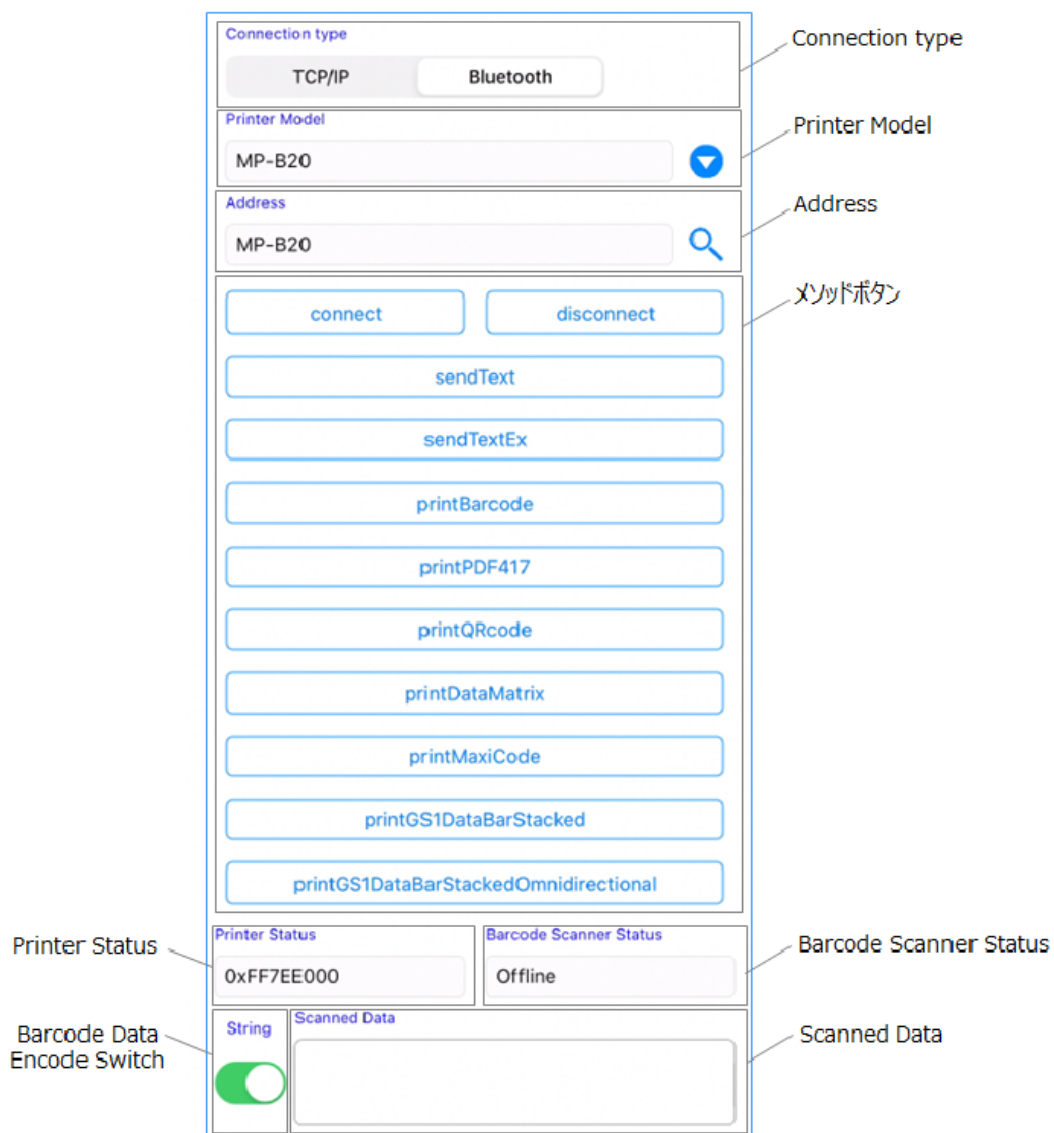 Connection type
Connection type
TCP/IP
Bluetooth
Printer Model
Printer Model
MP-B20
Address
Address
MP-B20
メソッドボタン
connect
disconnect
sendText
sendTextEx
printBarcode
printPDF417
printQRcode
printDataMatrix
printMaxiCode
printGS1DataBarStacked
printGS1DataBarStackedOmnidirectional
Printer Status
Printer Status
0xFF7EE000
Barcode Scanner Status
Offline
Barcode Scanner Status
Barcode Data
Encode Switch
String
Scanned Data
Scanned Data